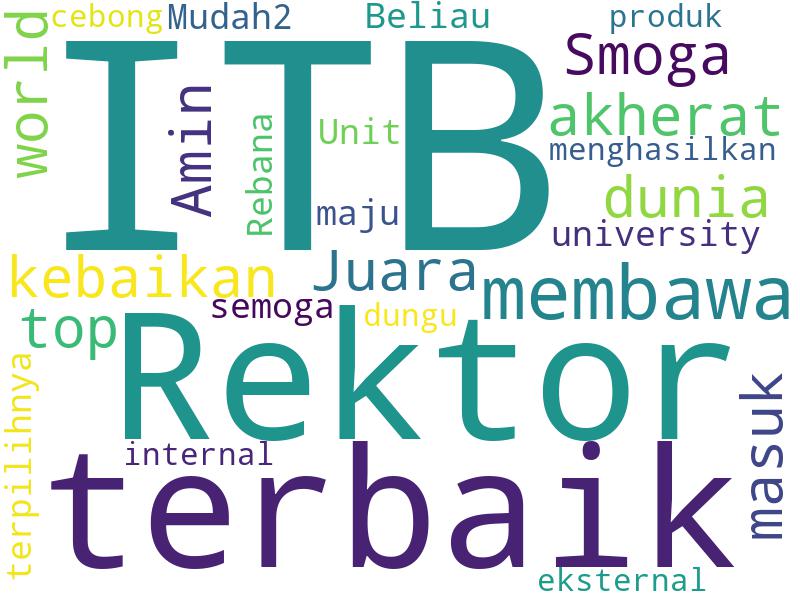 cebong
Mudah2
Beliau
produk
world
ITB
Smoga
Amin
Rebana
Unit
akherat
menghasilkan
maju
dunia
university
kebaikan
Juara
membawa
semoga
dungu
top
Rektor
terpilihnya
internal
terbaik
masuk
eksternal